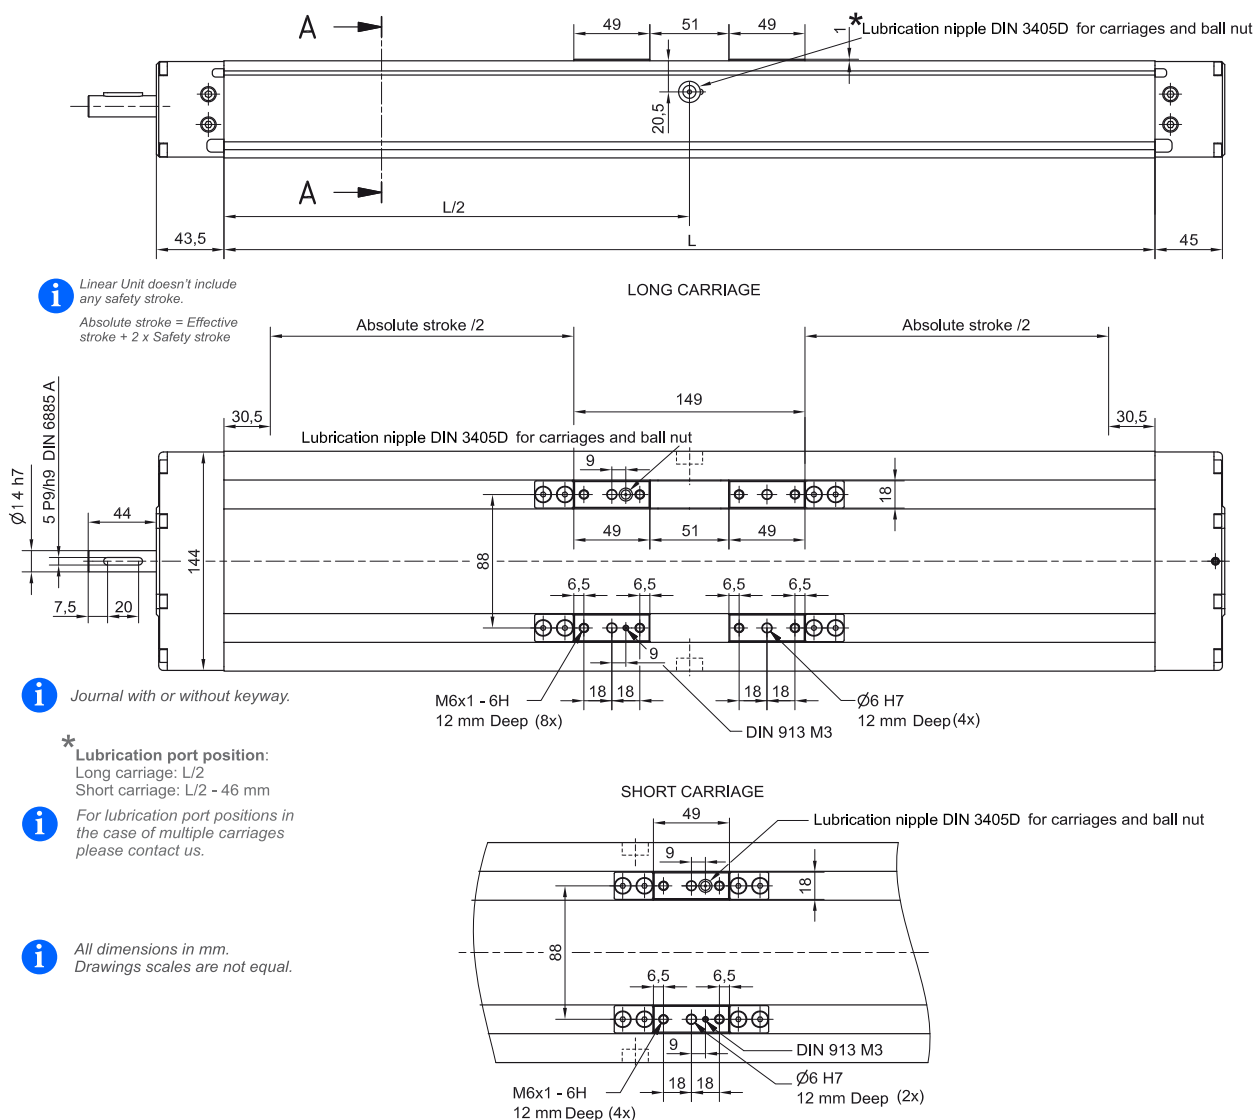 A
49
51
49
1
*
Lubrication nipple DIN 3405D for carriages and ball nut
20,5
A
L/2
43,5
L
45
i
Linear Unit doesn't include
any safety stroke.
Absolute stroke = Effective
stroke + 2 x Safety stroke
LONG CARRIAGE
Absolute stroke /2
Absolute stroke /2
149
30,5
30,5
Lubrication nipple DIN 3405D for carriages and ball nut
9
18
Ø14 h7
5 P9/h9 DIN 6885 A
44
49
51
49
144
88
6,5
6,5
6,5
6,5
7,5
20
9
i
Journal with or without keyway.
M6x1 - 6H
12 mm Deep (8x)
18
18
18
18
Ø6 H7
12 mm Deep (4x)
DIN 913 M3
*
Lubrication port position:
Long carriage: L/2
Short carriage: L/2 - 46 mm
i
For lubrication port positions in
the case of multiple carriages
please contact us.
SHORT CARRIAGE
49
Lubrication nipple DIN 3405D for carriages and ball nut
9
18
88
i
All dimensions in mm.
Drawings scales are not equal.
6,5
6,5
9
DIN 913 M3
M6x1 - 6H
12 mm Deep (4x)
18
18
Ø6 H7
12 mm Deep (2x)